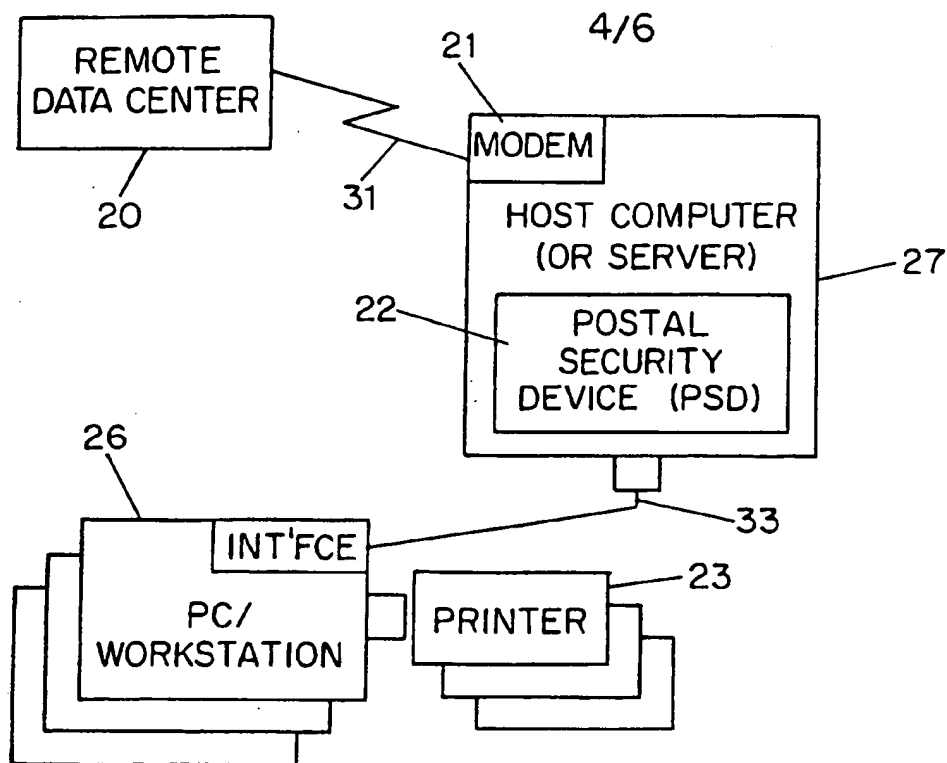 4/6
REMOTE
DATA CENTER
20
31
21
MODEM
HOST COMPUTER
(OR SERVER)
27
22
POSTAL
SECURITY
DEVICE (PSD)
33
26
INT'FCE
PC/
WORKSTATION
PRINTER
23